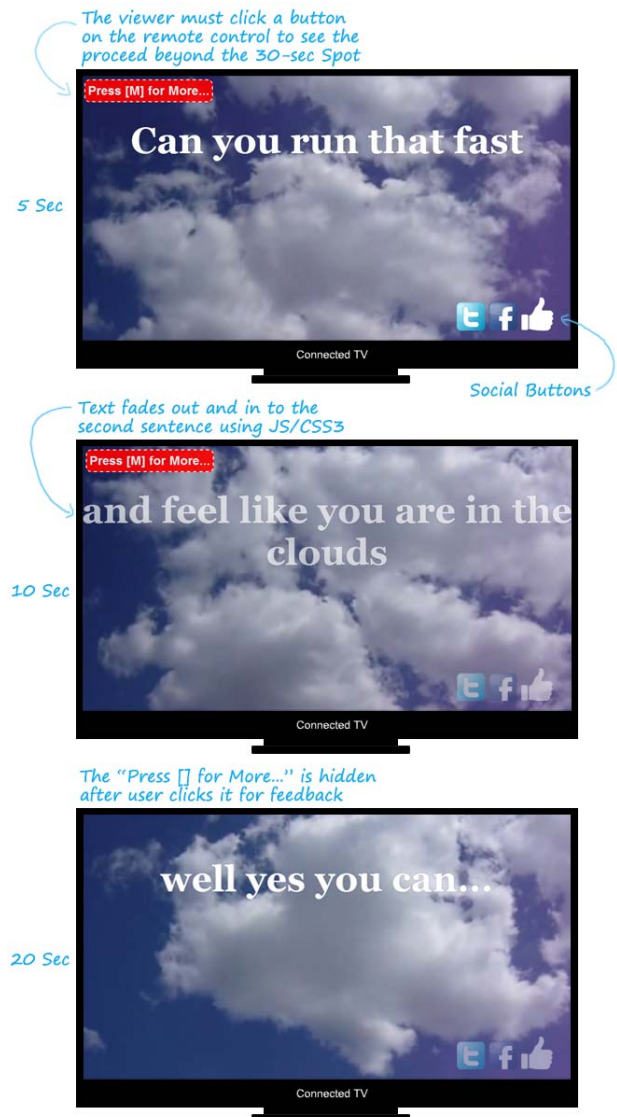 The viewer must click a button
on the remote control to see the
proceed beyond the 30-sec Spot
Press [M] for More...
Can you run that fast
5 Sec
Connected TV
Social Buttons
Text fades out and in to the
second sentence using JS/CSS3
Press [M] for More...
and feel like you are in the
clouds
10 Sec
Connected TV
The “Press [] for More...” is hidden
after user clicks it for feedback
well yes you can...
20 Sec
Connected TV